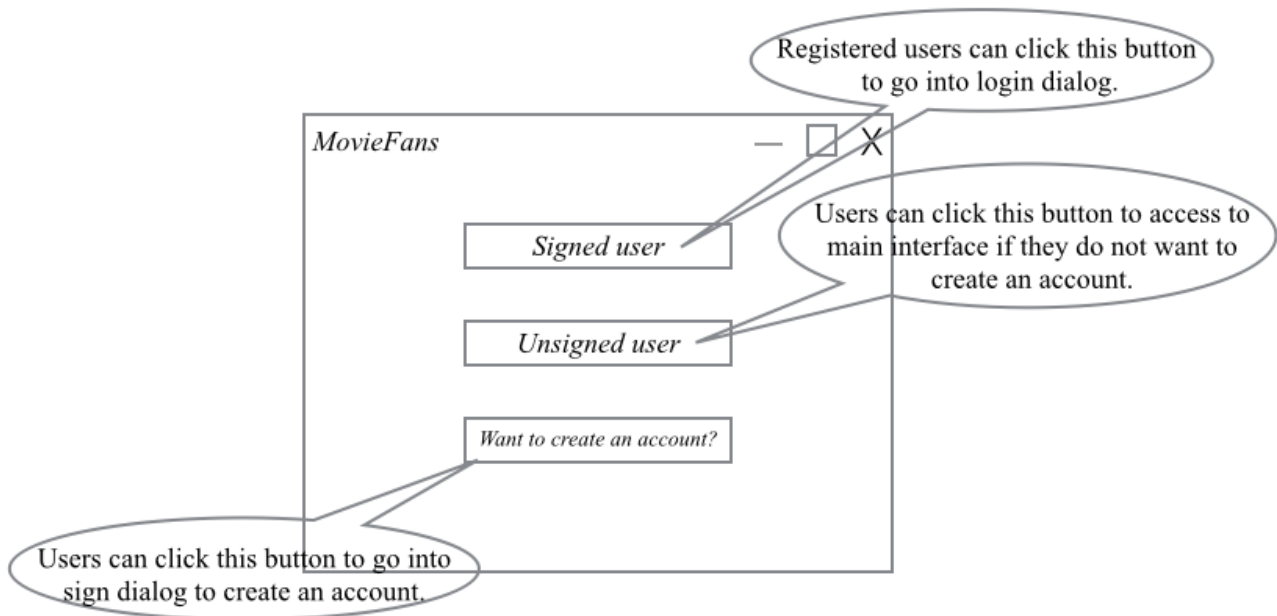 Registered users can click this button
to go into login dialog.
MovieFans
X
Users can click this button to access to
main interface if they do not want to
create an account.
Signed user
Unsigned user
Want to create an account?
Users can click this button to go into
sign dialog to create an account.